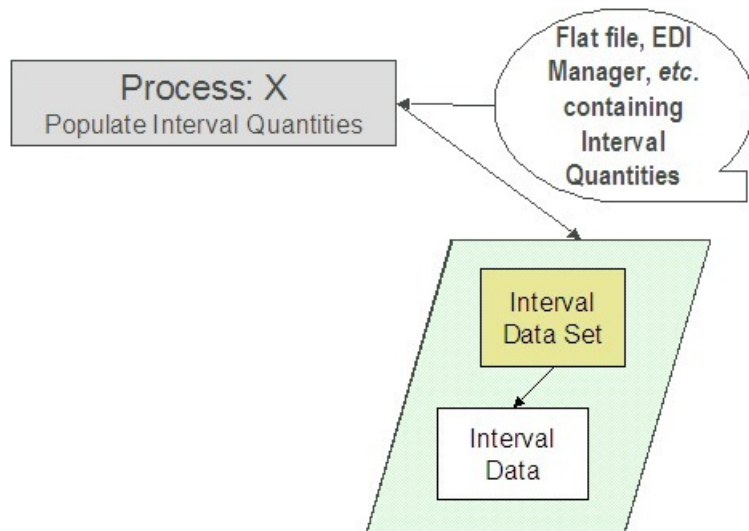 Process: X
Populate Interval Quantities
Flat file, EDI
Manager, etc.
containing
Interval
Quantities
Interval
Data Set
Interval
Data